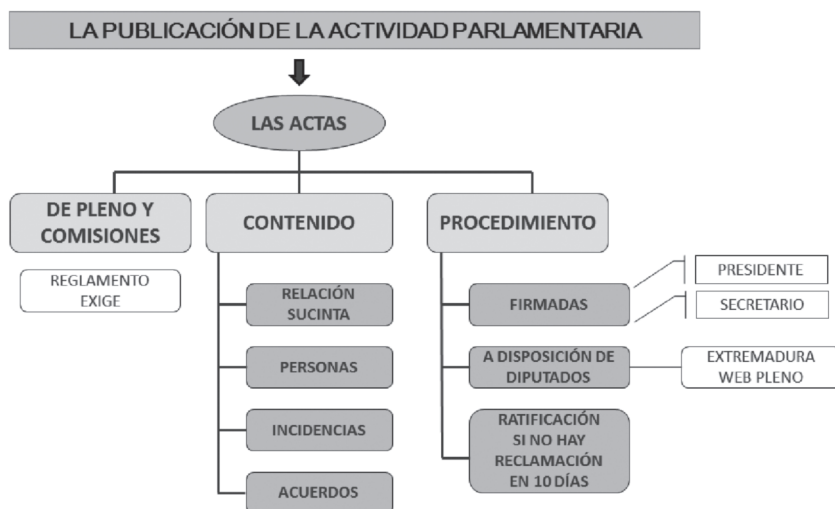 LA PUBLICACIÓN DE LA ACTIVIDAD PARLAMENTARIA
LAS ACTAS
DE PLENO Y
COMISIONES
REGLAMENTO
EXIGE
CONTENIDO
RELACIÓN
SUCINTA
PERSONAS
INCIDENCIAS
ACUERDOS
PROCEDIMIENTO
FIRMADAS
PRESIDENTE
SECRETARIO
A DISPOSICIÓN DE
DIPUTADOS
EXTREMADURA
WEB PLENO
RATIFICACIÓN
SI NO HAY
RECLAMACIÓN
EN 10 DÍAS